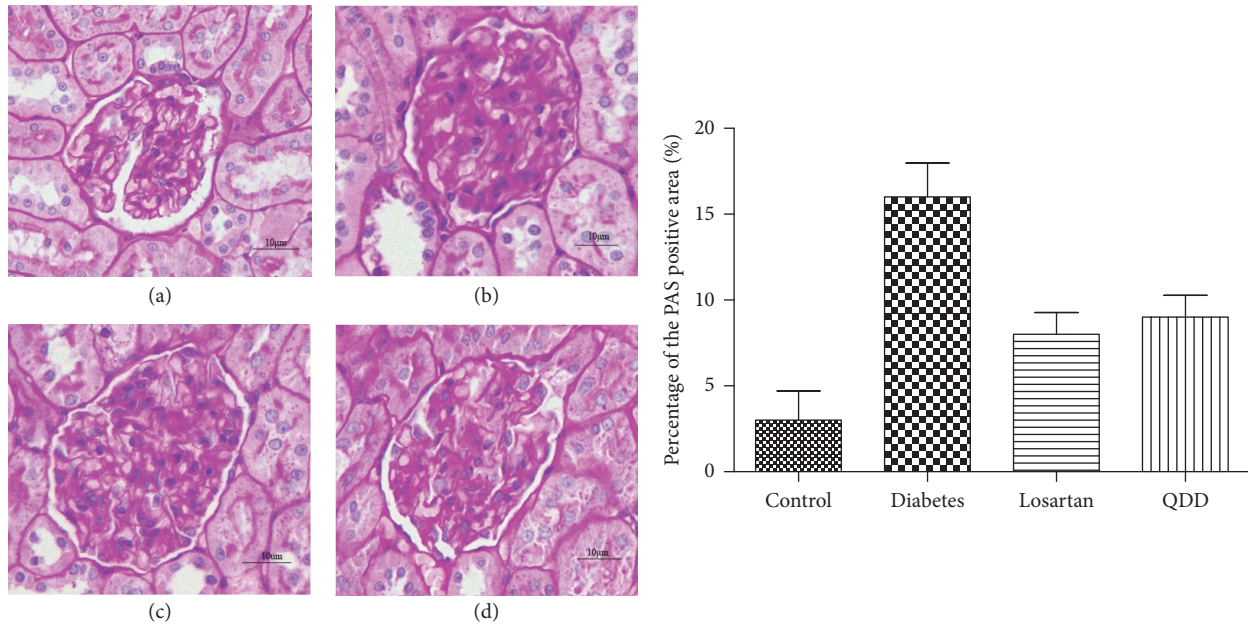 10μm
10μm
(a)
(b)
10μm
10μm
(c)
(d)
Percentage of the PAS positive area (%)
20
15
10
5
0
Control Diabetes Losartan QDD